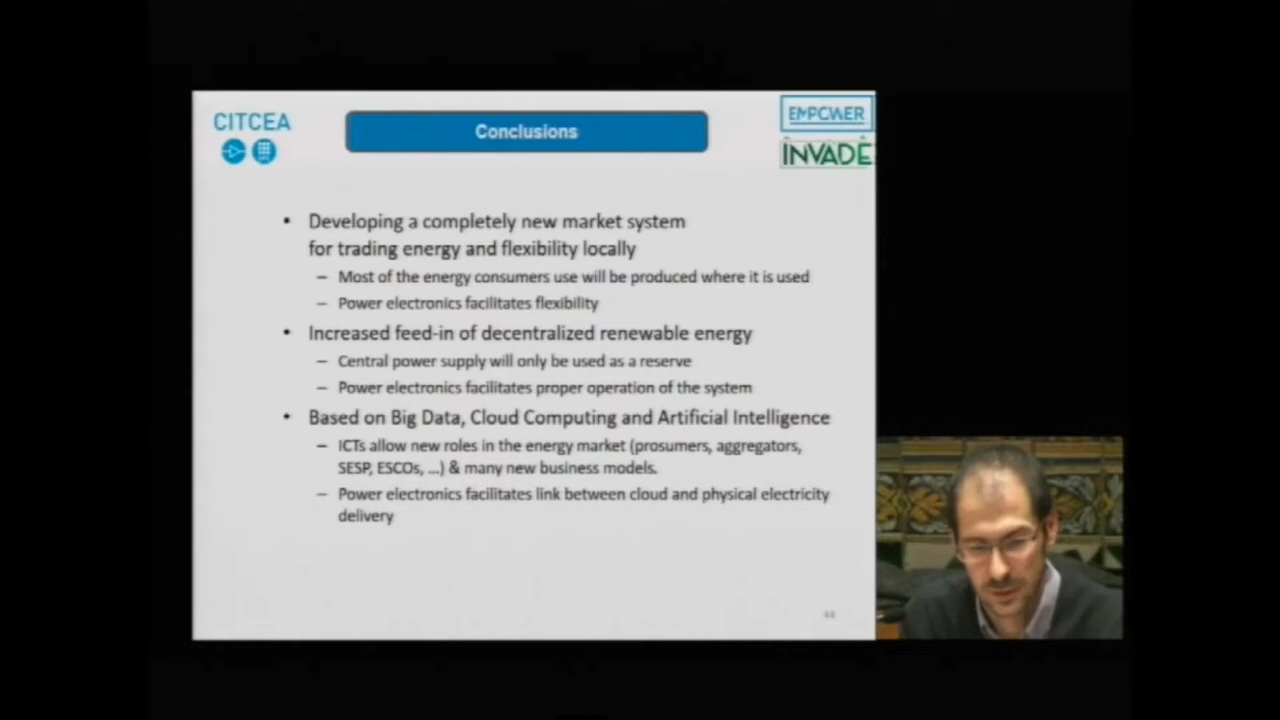 CITCEA
Conclusions
EMPOWER
INVADE
• Developing a completely new market system
for trading energy and flexibility locally
– Most of the energy consumers use will be produced where it is used
– Power electronics facilitates flexibility
• Increased feed-in of decentralized renewable energy
– Central power supply will only be used as a reserve
– Power electronics facilitates proper operation of the system
• Based on Big Data, Cloud Computing and Artificial Intelligence
– ICTs allow new roles in the energy market (prosumers, aggregators,
SESP, ESCOs, ...) & many new business models.
– Power electronics facilitates link between cloud and physical electricity
delivery
44